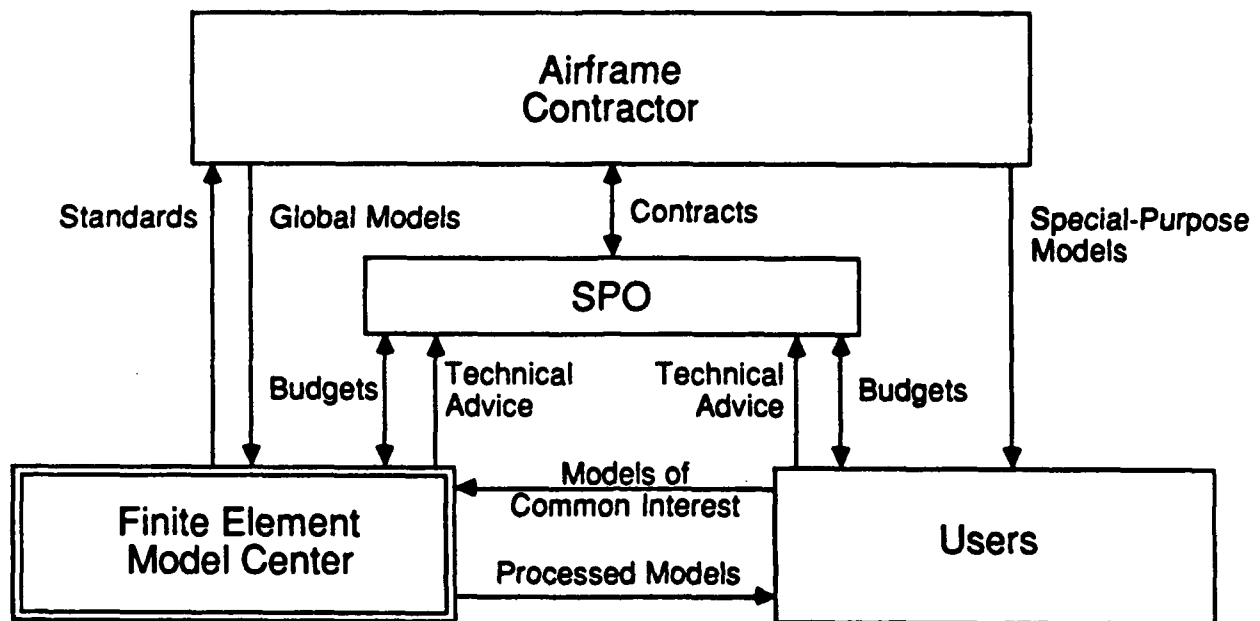 Airframe
Contractor
Standards
Global Models
Contracts
Special-Purpose
Models
SPO
Budgets
Technical
Advice
Technical
Advice
Budgets
Models of
Common Interest
Finite Element
Model Center
Users
Processed Models